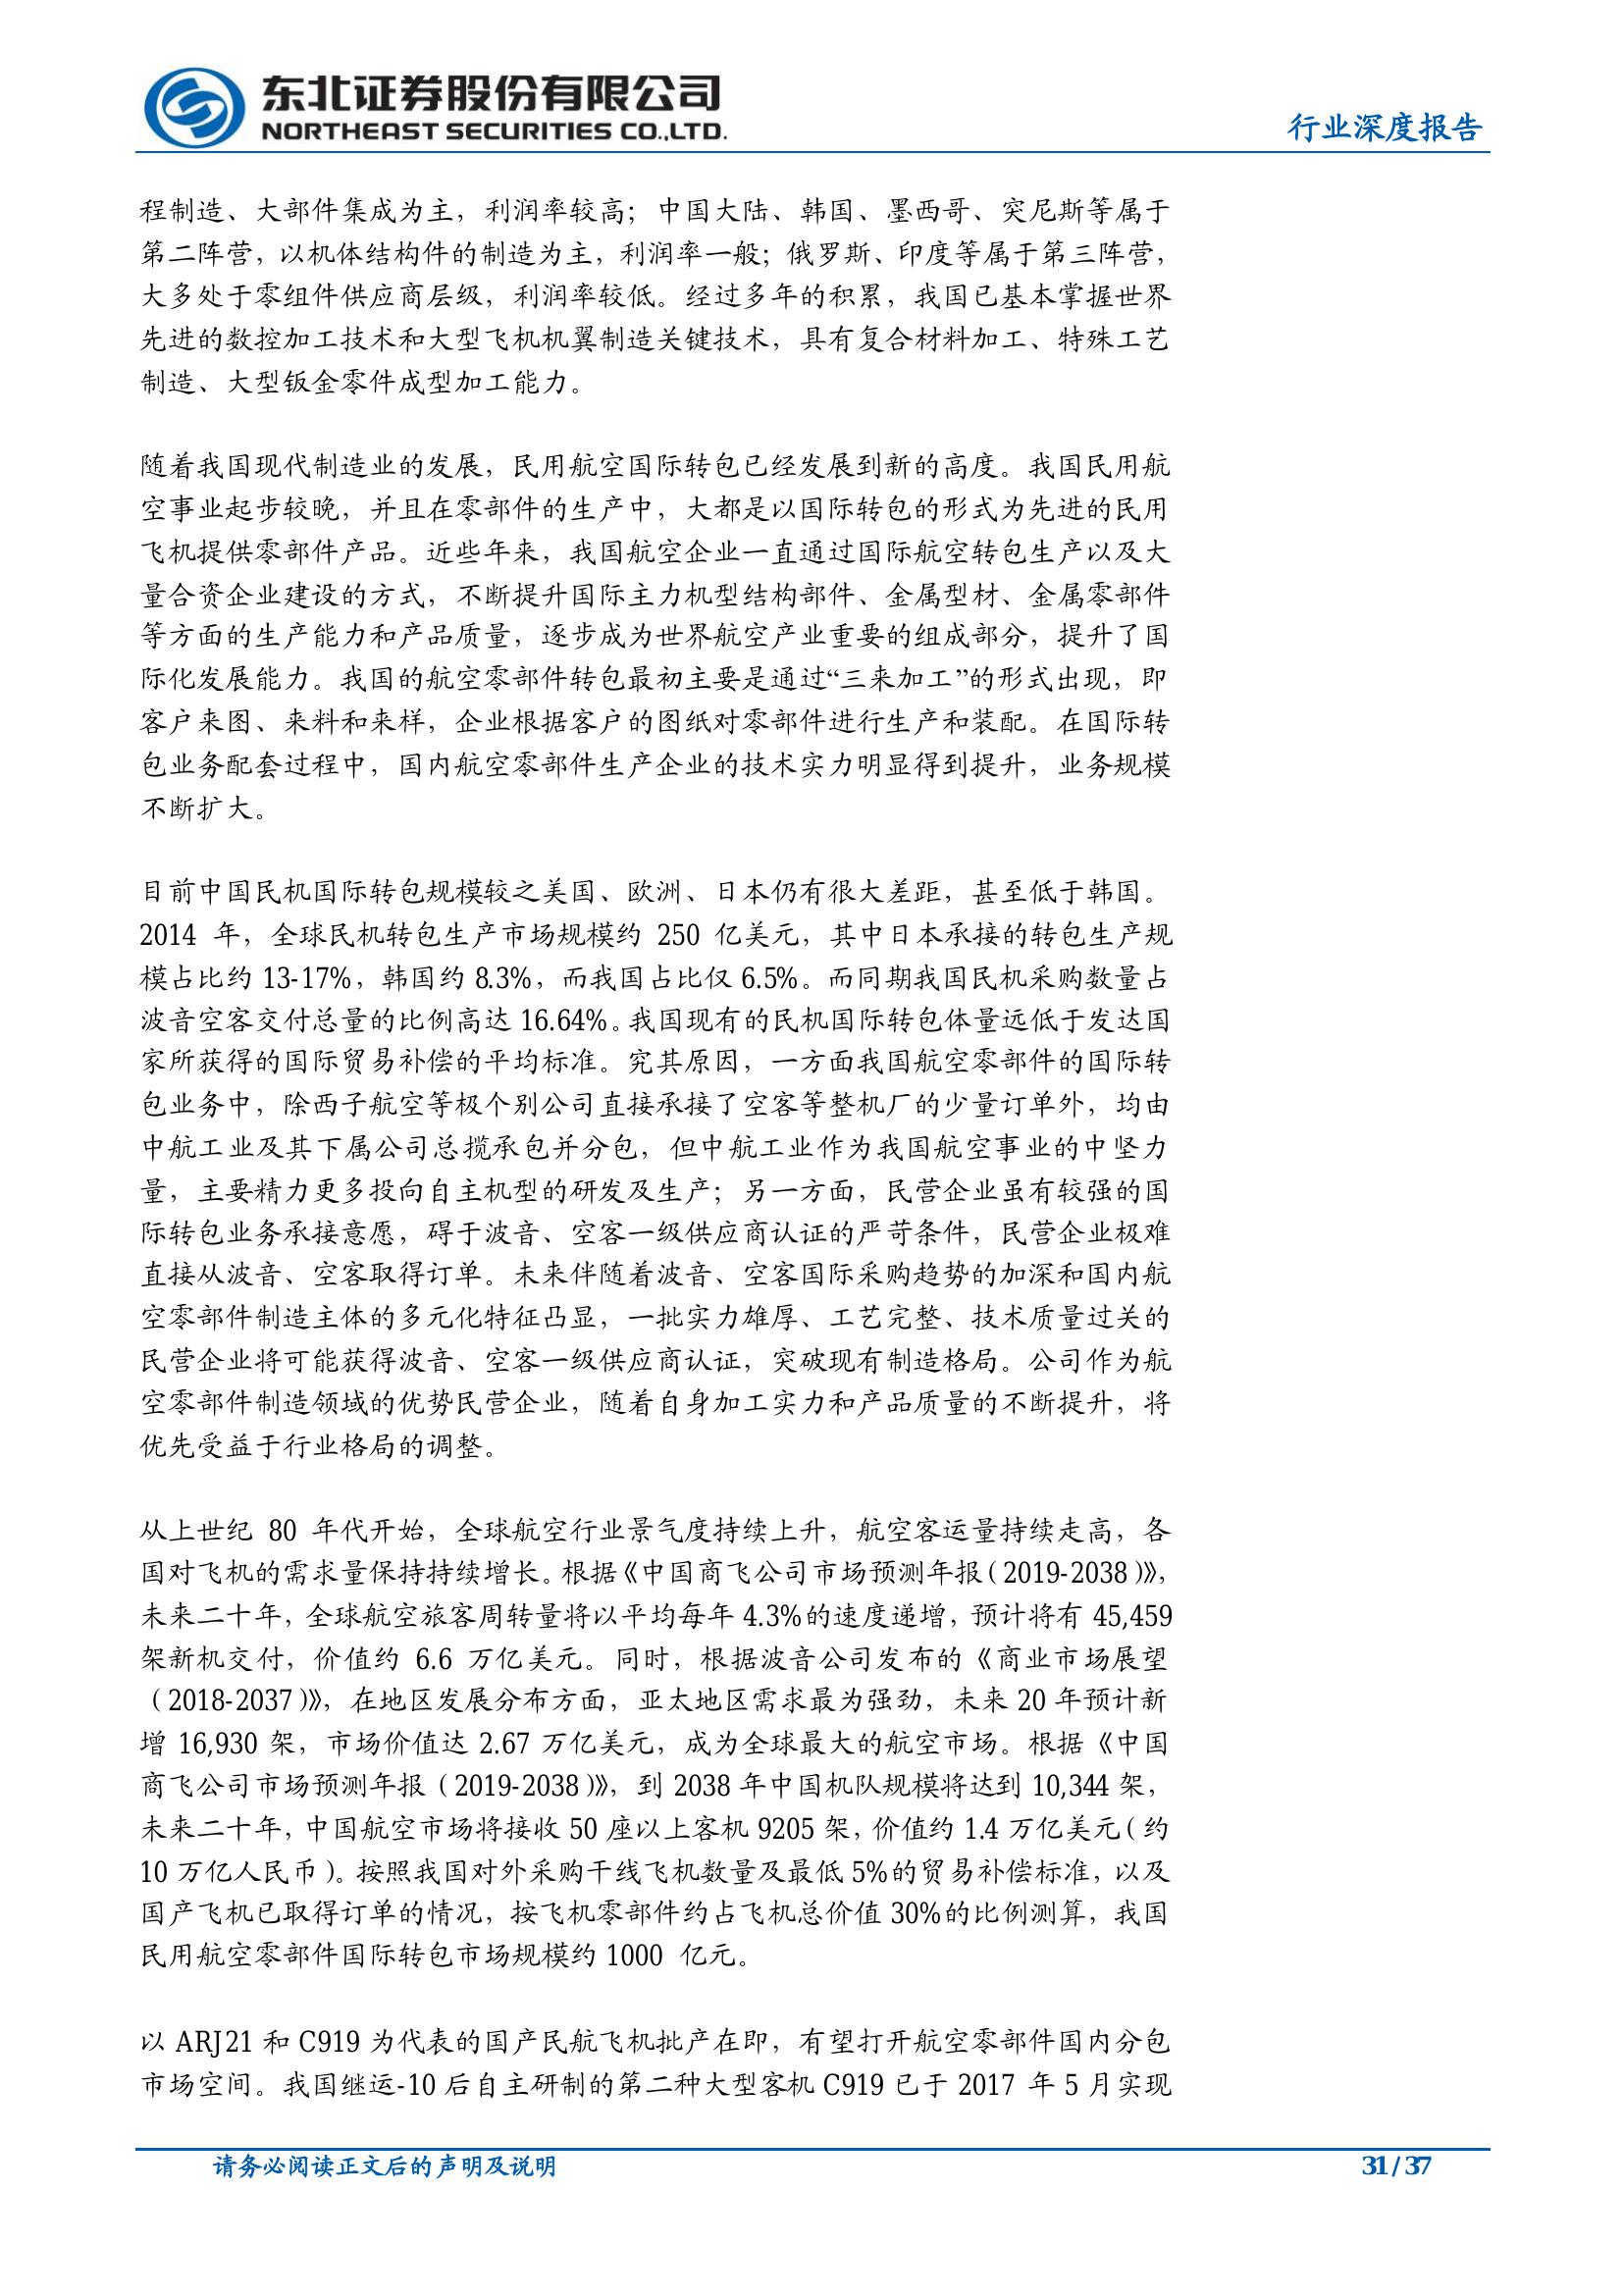 东北证券股份有限公司
NORTHEAST SECURITIES CO.,LTD.
行业深度报告
程制造、大部件集成为主，利润率较高；中国大陆、韩国、墨西哥、突尼斯等属于
第二阵营，以机体结构件的制造为主，利润率一般；俄罗斯、印度等属于第三阵营，
大多处于零组件供应商层级，利润率较低。经过多年的积累，我国已基本掌握世界
先进的数控加工技术和大型飞机机翼制造关键技术，具有复合材料加工、特殊工艺
制造、大型钣金零件成型加工能力。
随着我国现代制造业的发展，民用航空国际转包已经发展到新的高度。我国民用航
空事业起步较晚，并且在零部件的生产中，大都是以国际转包的形式为先进的民用
飞机提供零部件产品。近些年来，我国航空企业一直通过国际航空转包生产以及大
量合资企业建设的方式，不断提升国际主力机型结构部件、金属型材、金属零部件
等方面的生产能力和产品质量，逐步成为世界航空产业重要的组成部分，提升了国
际化发展能力。我国的航空零部件转包最初主要是通过“三来加工”的形式出现，即
客户来图、来料和来样，企业根据客户的图纸对零部件进行生产和装配。在国际转
包业务配套过程中，国内航空零部件生产企业的技术实力明显得到提升，业务规模
不断扩大。
目前中国民机国际转包规模较之美国、欧洲、日本仍有很大差距，甚至低于韩国。
2014 年，全球民机转包生产市场规模约 250 亿美元，其中日本承接的转包生产规
模占比约 13-17%，韩国约 8.3%，而我国占比仅 6.5%。而同期我国民机采购数量占
波音空客交付总量的比例高达 16.64%。我国现有的民机国际转包体量远低于发达国
家所获得的国际贸易补偿的平均标准。究其原因，一方面我国航空零部件的国际转
包业务中，除西子航空等极个别公司直接承接了空客等整机厂的少量订单外，均由
中航工业及其下属公司总揽承包并分包，但中航工业作为我国航空事业的中坚力
量，主要精力更多投向自主机型的研发及生产；另一方面，民营企业虽有较强的国
际转包业务承接意愿，碍于波音、空客一级供应商认证的严苛条件，民营企业极难
直接从波音、空客取得订单。未来伴随着波音、空客国际采购趋势的加深和国内航
空零部件制造主体的多元化特征凸显，一批实力雄厚、工艺完整、技术质量过关的
民营企业将可能获得波音、空客一级供应商认证，突破现有制造格局。公司作为航
空零部件制造领域的优势民营企业，随着自身加工实力和产品质量的不断提升，将
优先受益于行业格局的调整。
从上世纪 80 年代开始，全球航空行业景气度持续上升，航空客运量持续走高，各
国对飞机的需求量保持持续增长。根据《中国商飞公司市场预测年报（2019-2038）》，
未来二十年，全球航空旅客周转量将以平均每年 4.3%的速度递增，预计将有 45,459
架新机交付，价值约 6.6 万亿美元。同时，根据波音公司发布的《商业市场展望
（2018-2037）》，在地区发展分布方面，亚太地区需求最为强劲，未来 20 年预计新
增 16,930 架，市场价值达 2.67 万亿美元，成为全球最大的航空市场。根据《中国
商飞公司市场预测年报（2019-2038）》，到 2038 年中国机队规模将达到 10,344 架，
未来二十年，中国航空市场将接收 50 座以上客机 9205 架，价值约 1.4 万亿美元（约
10 万亿人民币）。按照我国对外采购干线飞机数量及最低 5%的贸易补偿标准，以及
国产飞机已取得订单的情况，按飞机零部件约占飞机总价值 30%的比例测算，我国
民用航空零部件国际转包市场规模约 1000 亿元。
以 ARJ21 和 C919 为代表的国产民航飞机批产在即，有望打开航空零部件国内分包
市场空间。我国继运-10 后自主研制的第二种大型客机 C919 已于 2017 年 5 月实现
请务必阅读正文后的声明及说明
31 / 37